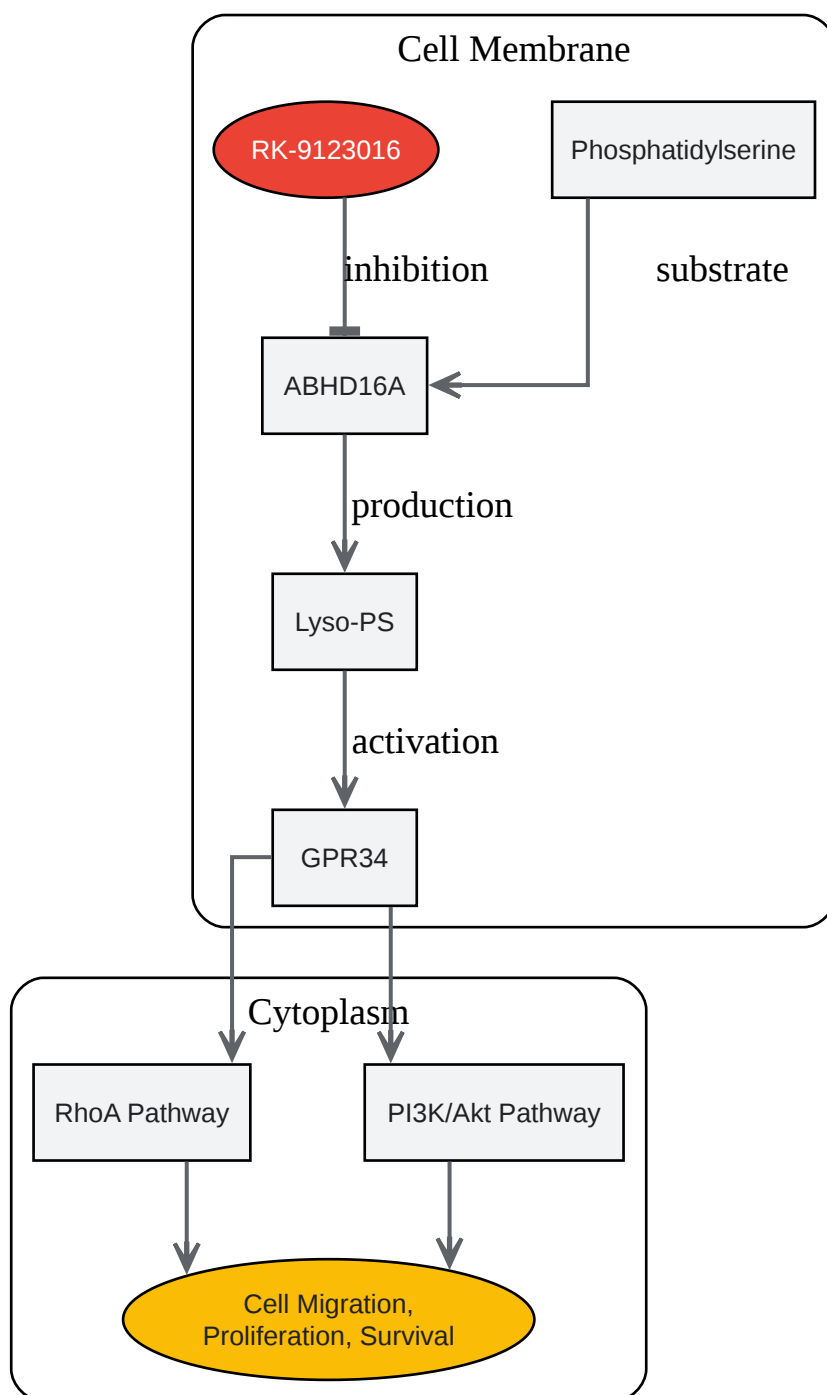 Cell Membrane
RK-9123016
Phosphatidylserine
inhibition
substrate
ABHD16A
production
Lyso-PS
activation
GPR34
Cytoplasm
RhoA Pathway
PI3K/Akt Pathway
Cell Migration,
Proliferation, Survival